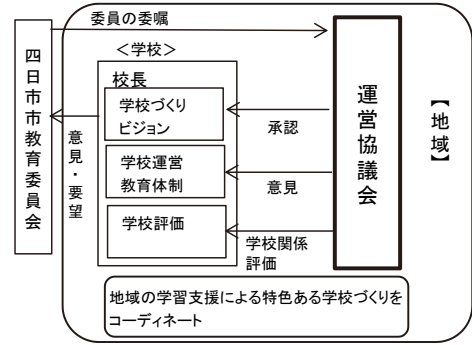 委員の委嘱
＜学校＞
校長
学校づくり
ビジョン
学校運営
教育体制
学校評価
四日市市教育委員会
意見・要望
承認
意見
学校関係
評価
運営協議会
【地域】
地域の学習支援による特色ある学校づくりを
コーディネート